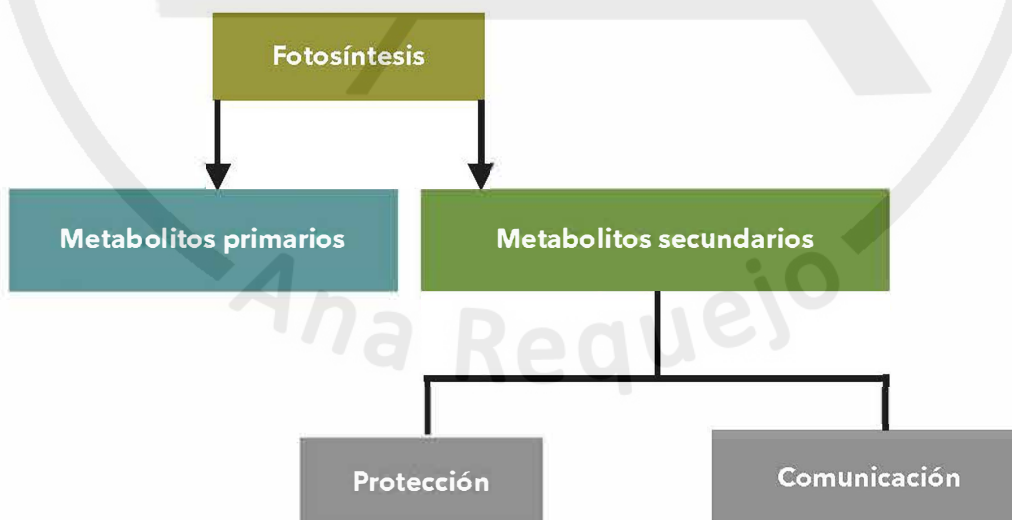 Fotosíntesis
Metabolitos primarios
Metabolitos secundarios
Ana Requejo
Protección
Comunicación